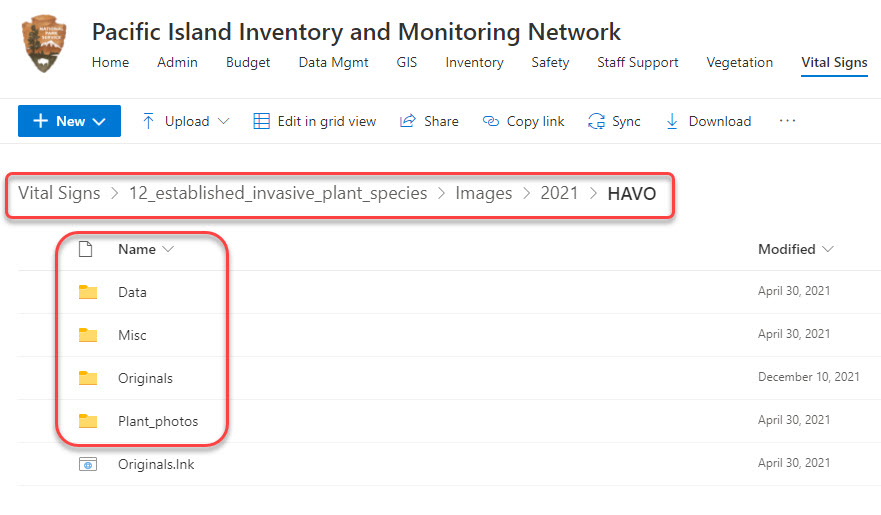 NATIONAL
PARK
SERVICE
Pacific Island Inventory and Monitoring Network
Home Admin Budget Data Mgmt GIS Inventory Safety Staff Support Vegetation Vital Signs
New Upload Edit in grid view Share Copy link Sync Download ...
Vital Signs > 12_established_invasive_plant_species > Images > 2021 > HAVO
Name Modified
Data April 30, 2021
Misc April 30, 2021
Originals December 10, 2021
Plant_photos April 30, 2021
Originals.lnk April 30, 2021